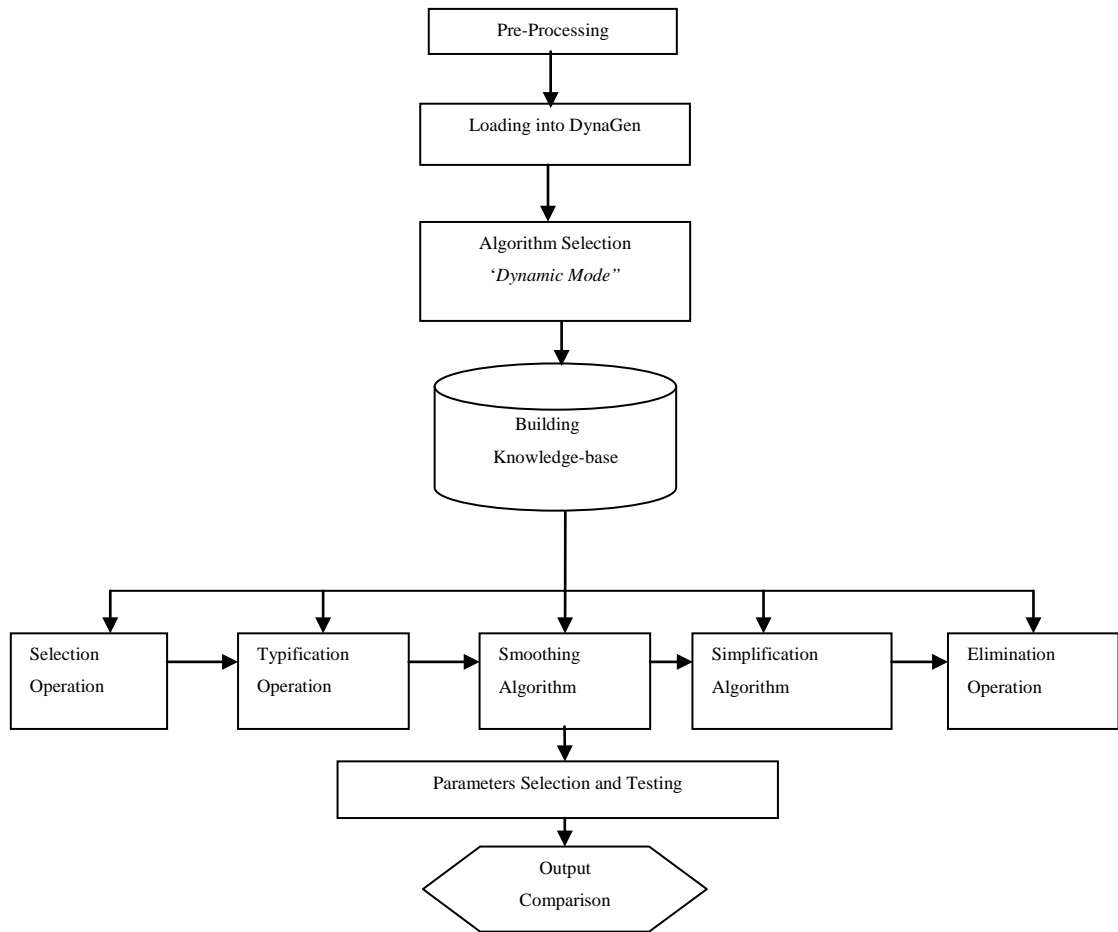 Pre-Processing
Loading into DynaGen
Algorithm Selection
‘Dynamic Mode”
Building
Knowledge-base
Selection
Operation
Typification
Operation
Smoothing
Algorithm
Simplification
Algorithm
Elimination
Operation
Parameters Selection and Testing
Output
Comparison